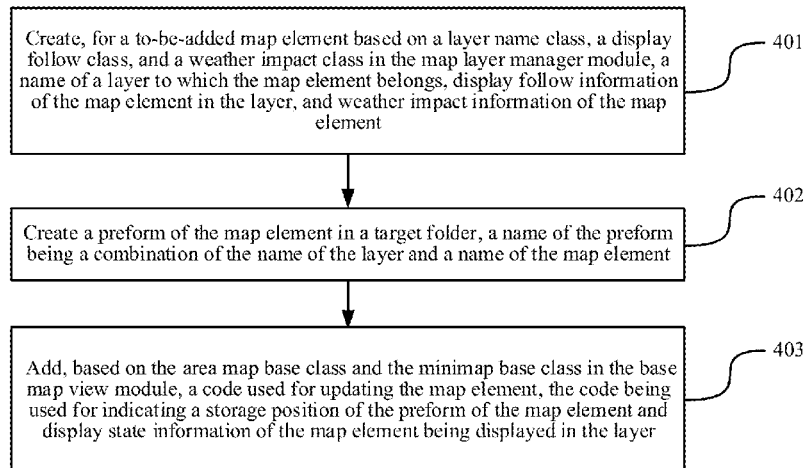 Create, for a to-be-added map element based on a layer name class, a display
follow class, and a weather impact class in the map layer manager module, a
name of a layer to which the map element belongs, display follow information
of the map element in the layer, and weather impact information of the map
element
401
Create a preform of the map element in a target folder, a name of the preform
being a combination of the name of the layer and a name of the map element
402
Add, based on the area map base class and the minimap base class in the base
map view module, a code used for updating the map element, the code being
used for indicating a storage position of the preform of the map element and
display state information of the map element being displayed in the layer
403